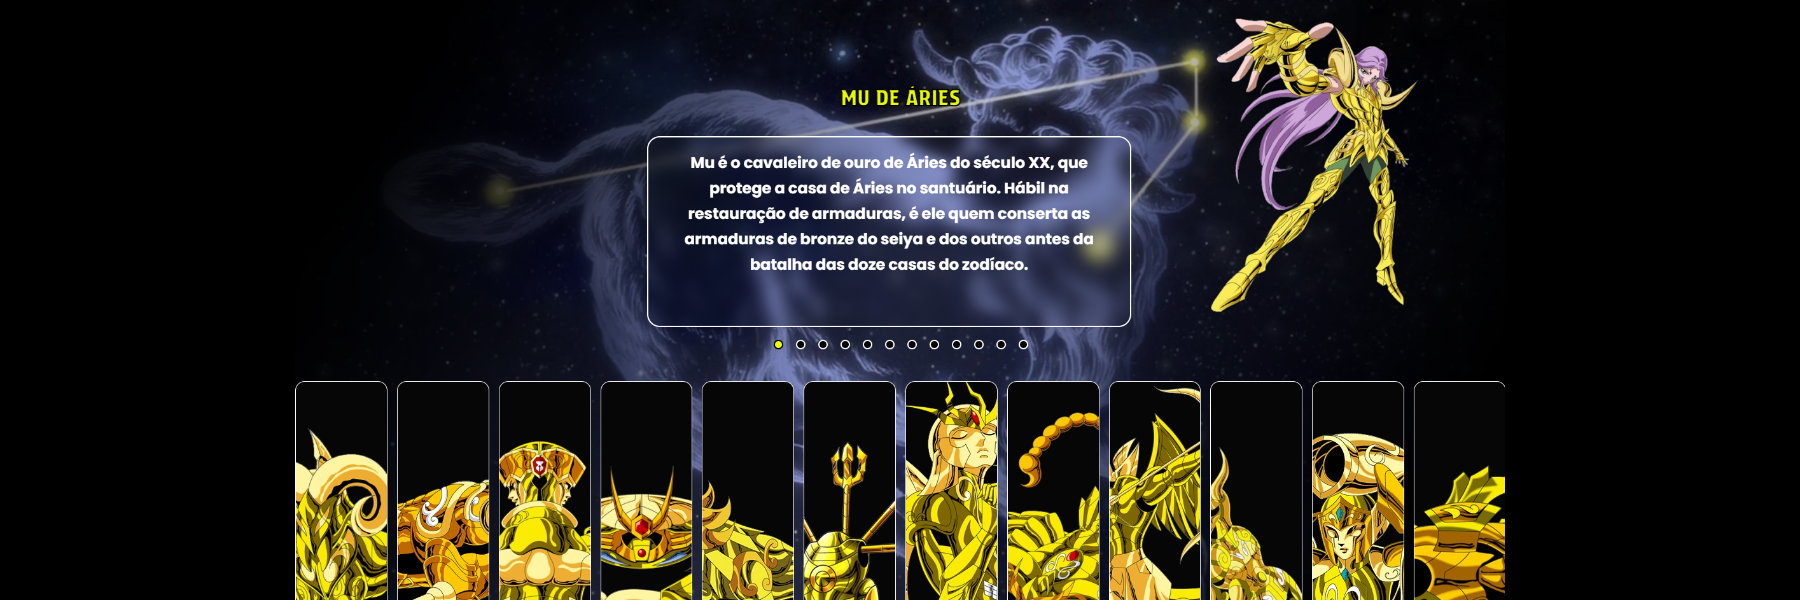 MU DE ÁRIES
Mu é o cavaleiro de ouro de Áries do século XX, que
protege a casa de Áries no santuário. Hábil na
restauração de armaduras, é ele quem conserta as
armaduras de bronze do seiya e dos outros antes da
batalha das doze casas do zodíaco.